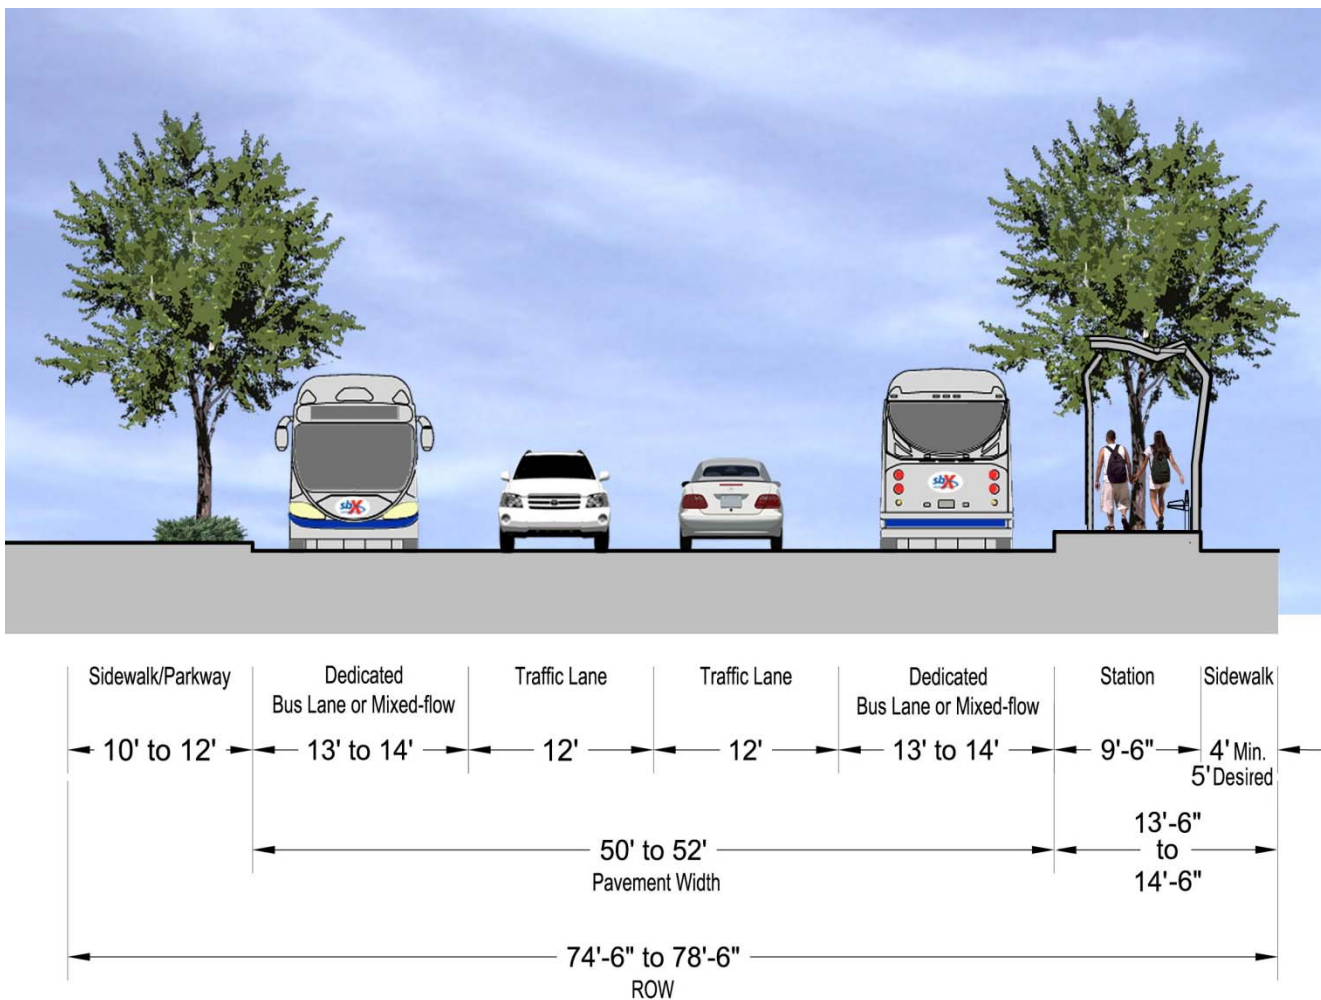 sbX
sbX
Sidewalk/Parkway
Dedicated
Bus Lane or Mixed-flow
Traffic Lane
Traffic Lane
Dedicated
Bus Lane or Mixed-flow
Station
Sidewalk
10' to 12'
13' to 14'
12'
12'
13' to 14'
9'-6"
4' Min.
5' Desired
50' to 52'
Pavement Width
13'-6"
to
14'-6"
74'-6" to 78'-6"
ROW